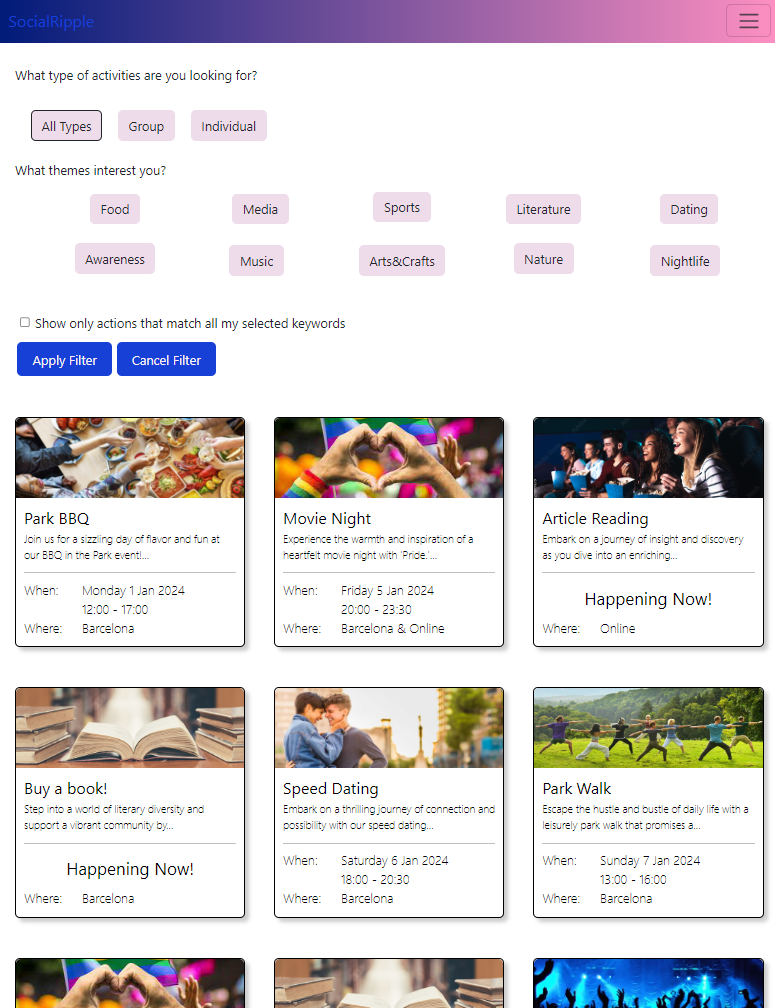 SocialRipple
What type of activities are you looking for?
All Types Group Individual
What themes interest you?
Food Media Sports Literature Dating
Awareness Music Arts&Crafts Nature Nightlife
Show only actions that match all my selected keywords
Apply Filter Cancel Filter
Park BBQ
Join us for a sizzling day of flavor and fun at
our BBQ in the Park event!...
When: Monday 1 Jan 2024
12:00 - 17:00
Where: Barcelona
Movie Night
Experience the warmth and inspiration of a
heartfelt movie night with 'Pride.'...
When: Friday 5 Jan 2024
20:00 - 23:30
Where: Barcelona & Online
Article Reading
Embark on a journey of insight and discovery
as you dive into an enriching...
Happening Now!
Where: Online
Buy a book!
Step into a world of literary diversity and
support a vibrant community by...
Happening Now!
Where: Barcelona
Speed Dating
Embark on a thrilling journey of connection and
possibility with our speed dating...
When: Saturday 6 Jan 2024
18:00 - 20:30
Where: Barcelona
Park Walk
Escape the hustle and bustle of daily life with a
leisurely park walk that promises a...
When: Sunday 7 Jan 2024
13:00 - 16:00
Where: Barcelona